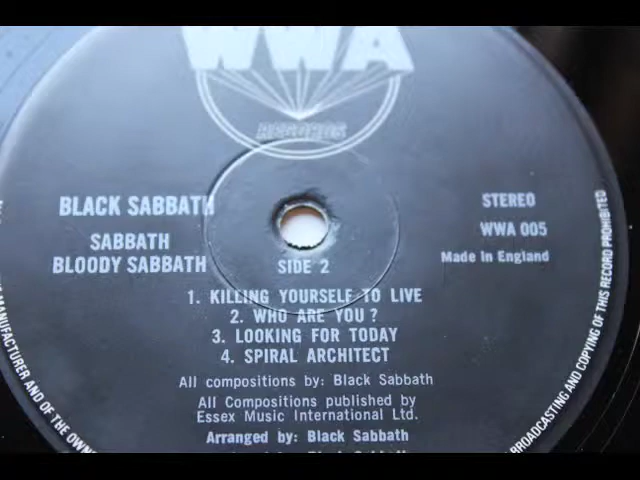 WWA
RECORDS
BLACK SABBATH
SABBATH
BLOODY SABBATH
STEREO
WWA 005
Made in England
SIDE 2
1. KILLING YOURSELF TO LIVE
2. WHO ARE YOU ?
3. LOOKING FOR TODAY
4. SPIRAL ARCHITECT
All compositions by: Black Sabbath
All Compositions published by
Essex Music International Ltd.
Arranged by: Black Sabbath
MANUFACTURER AND OF THE
BROADCASTING AND COPYING OF THIS RECORD PROHIBITED